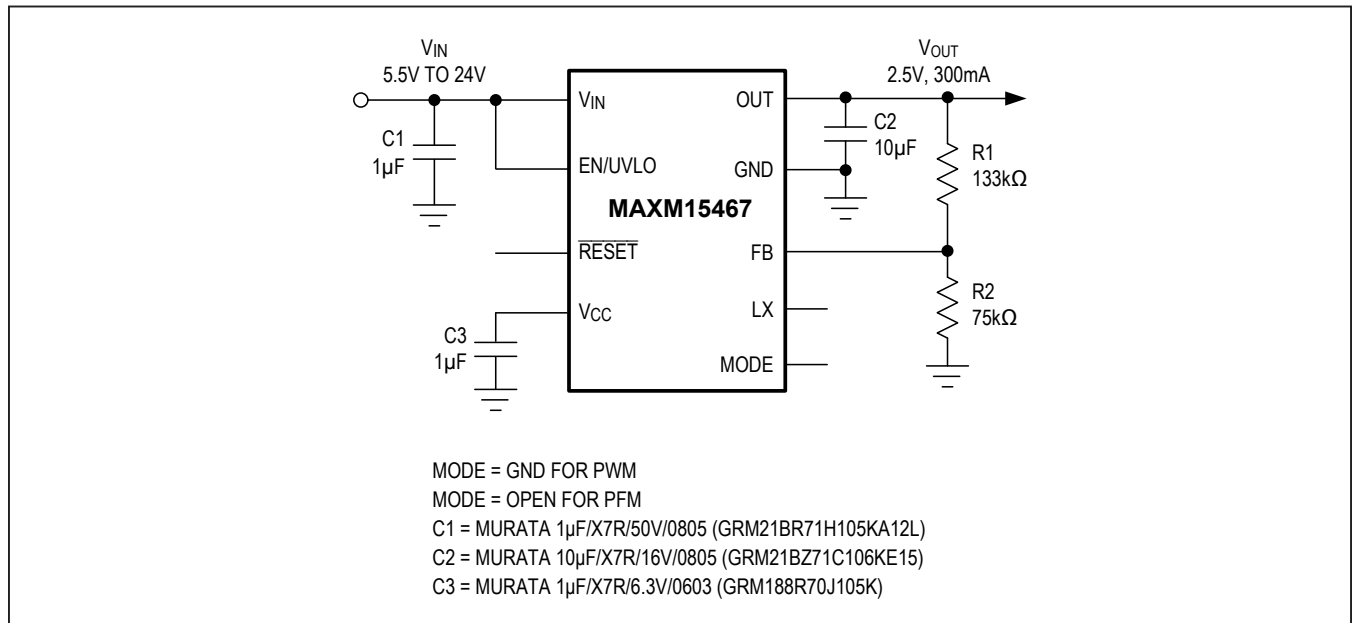 VIN
5.5V TO 24V
VOUT
2.5V, 300mA
VIN
OUT
C1
1µF
C2
10µF
EN/UVLO
GND
R1
133kΩ
MAXM15467
RESET
FB
R2
75kΩ
VCC
LX
C3
1µF
MODE
MODE = GND FOR PWM
MODE = OPEN FOR PFM
C1 = MURATA 1µF/X7R/50V/0805 (GRM21BR71H105KA12L)
C2 = MURATA 10µF/X7R/16V/0805 (GRM21BZ71C106KE15)
C3 = MURATA 1µF/X7R/6.3V/0603 (GRM188R70J105K)